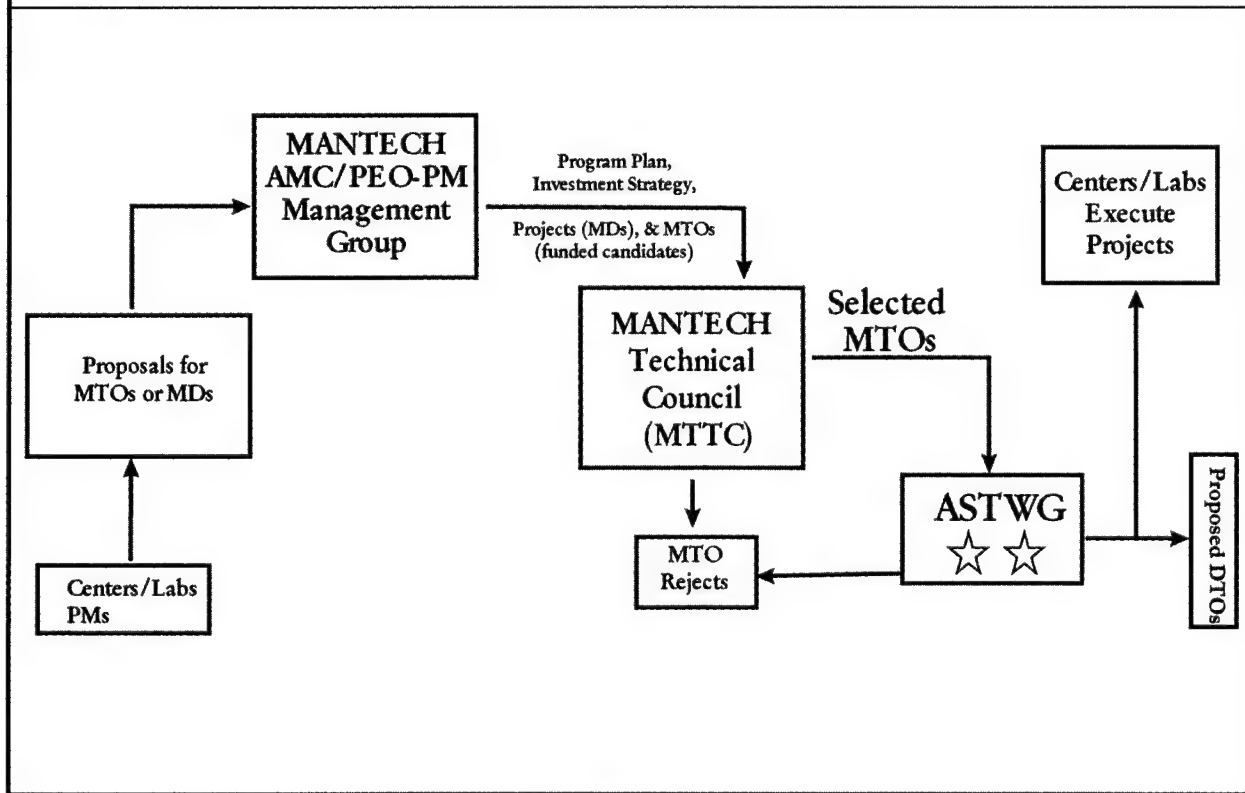 MANTECH
AMC/PEO-PM
Management
Group
Program Plan,
Investment Strategy,
Projects (MDs), & MTOs
(funded candidates)
Centers/Labs
Execute
Projects
Proposals for
MTOs or MDs
MANTECH
Technical
Council
(MTTC)
Selected
MTOs
ASTWG
Proposed DTOs
MTO
Rejects
Centers/Labs
PMs